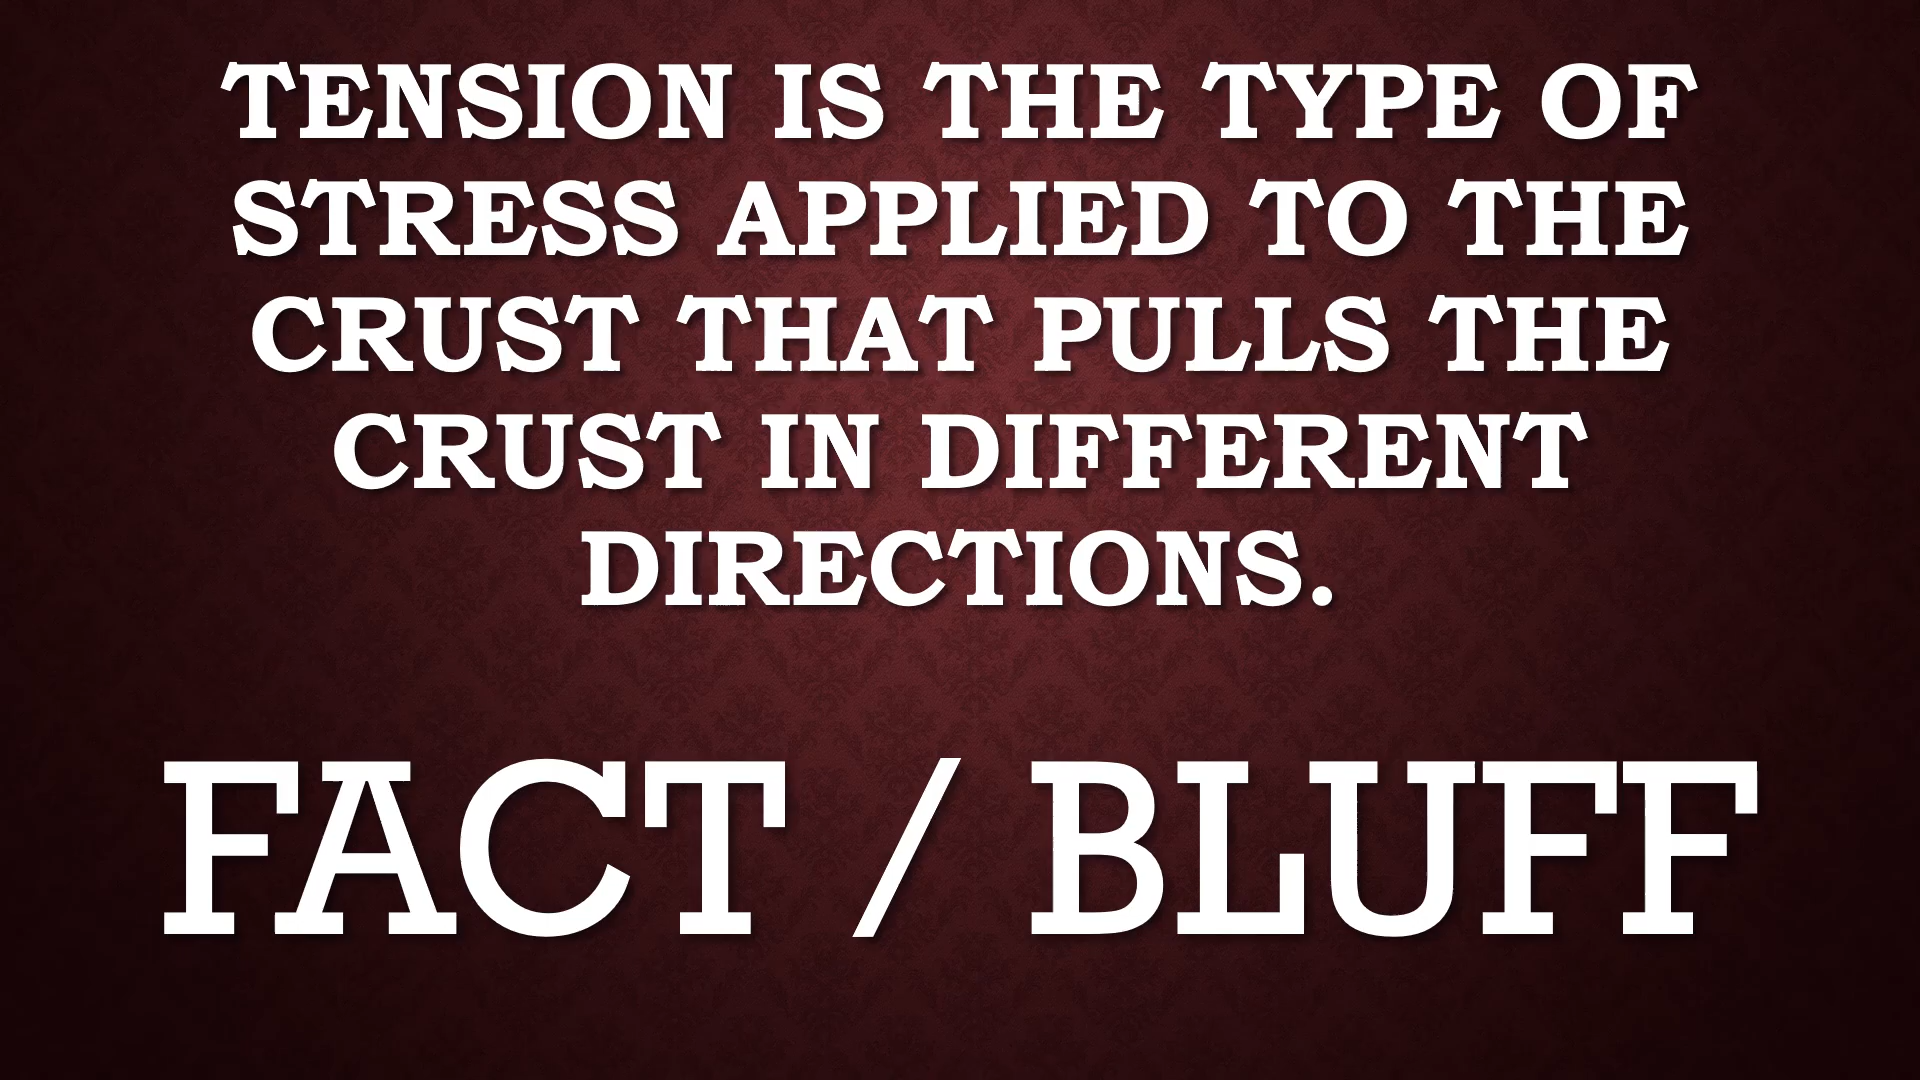 TENSION IS THE TYPE OF
STRESS APPLIED TO THE
CRUST THAT PULLS THE
CRUST IN DIFFERENT
DIRECTIONS.
FACT / BLUFF